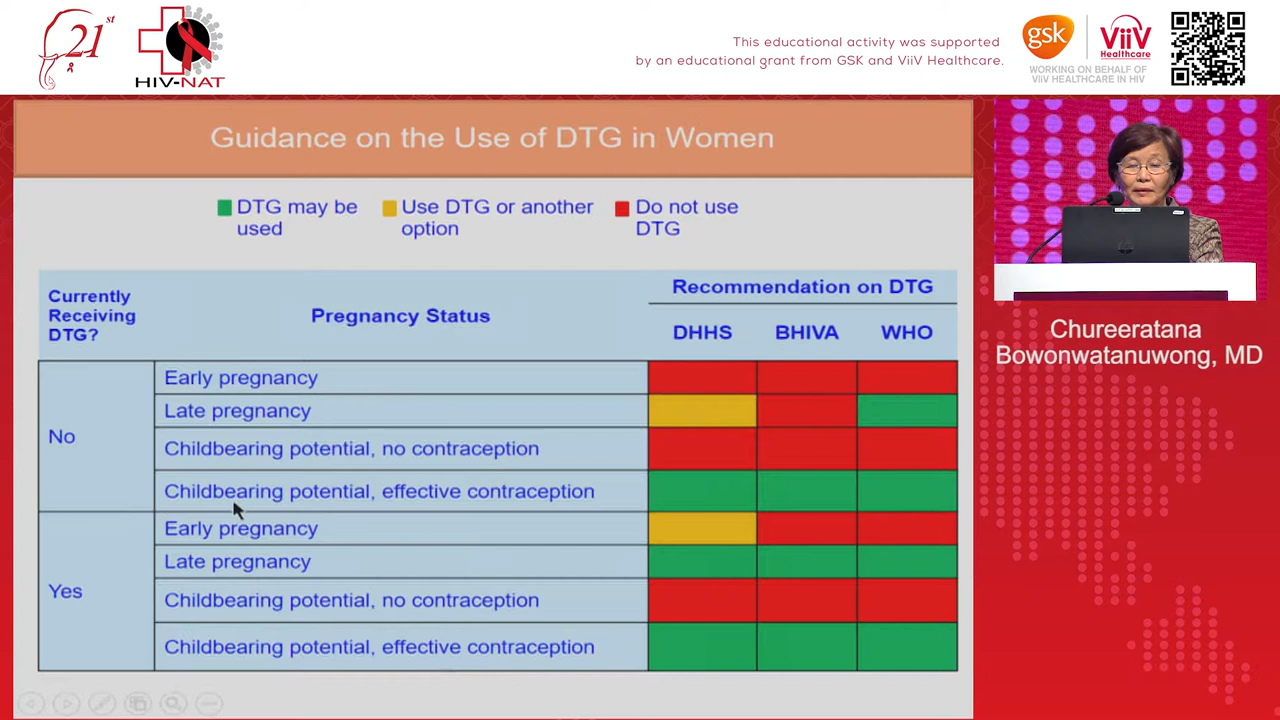 21st
HIV-NAT
This educational activity was supported
by an educational grant from GSK and ViiV Healthcare.
gsk
ViiV
Healthcare
WORKING ON BEHALF OF
ViiV HEALTHCARE IN HIV
Guidance on the Use of DTG in Women
DTG may be
used
Use DTG or another
option
Do not use
DTG
Currently
Receiving
DTG?
Pregnancy Status
Recommendation on DTG
DHHS
BHIVA
WHO
No
Early pregnancy
Late pregnancy
Childbearing potential, no contraception
Childbearing potential, effective contraception
Yes
Early pregnancy
Late pregnancy
Childbearing potential, no contraception
Childbearing potential, effective contraception
Chureeratana
Bowonwatanuwong, MD